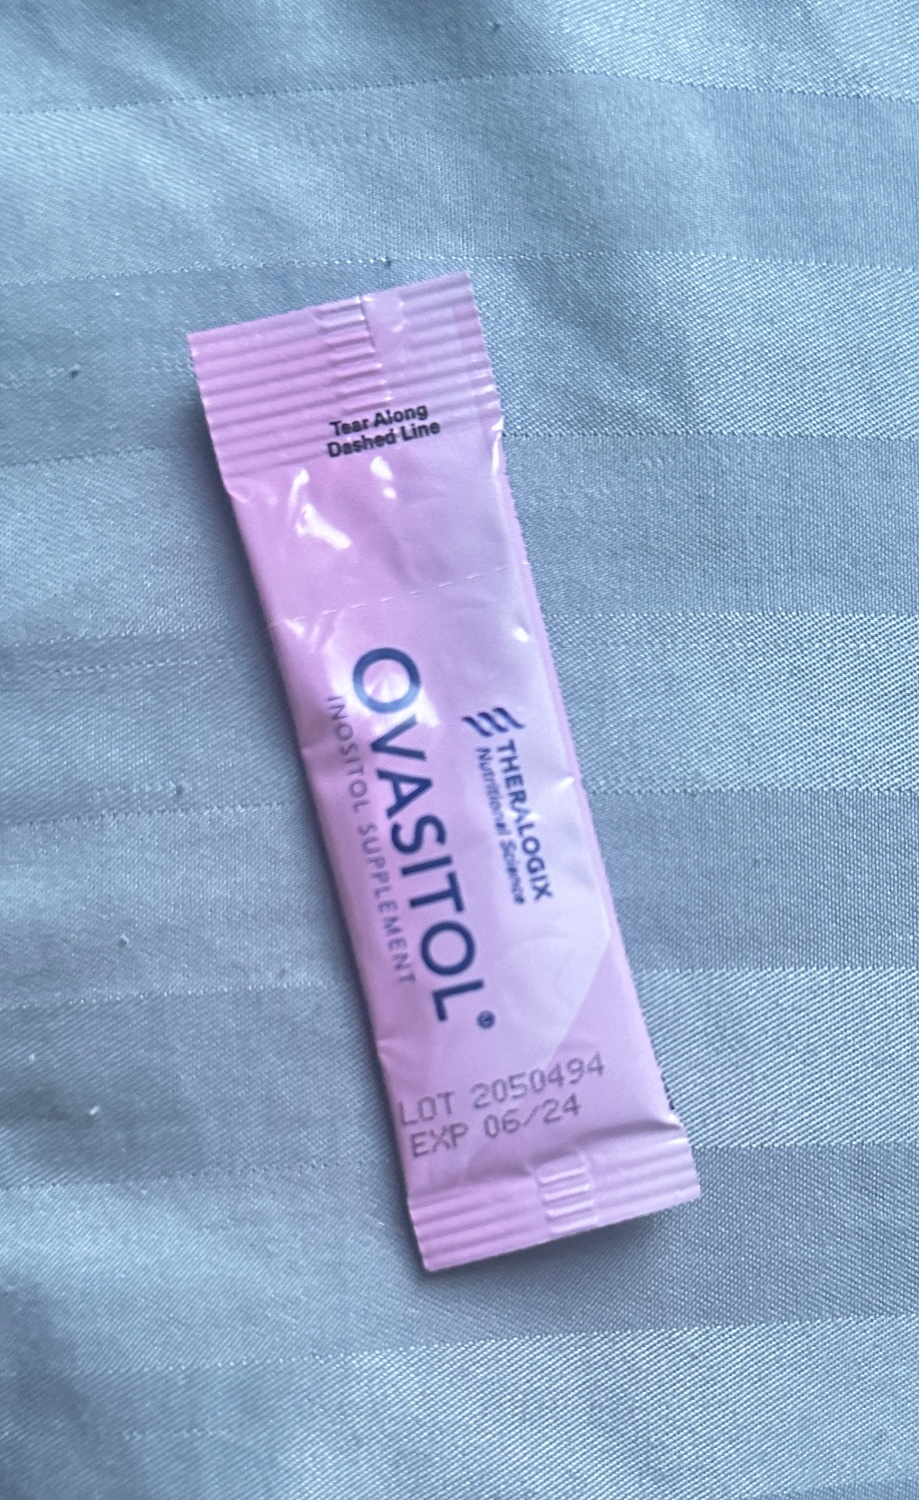 Tear Along
Dashed Line
THERALOGIX
Nutritional Science
OVASITOL®
INOSITOL SUPPLEMENT
LOT 2050494
EXP 06/24